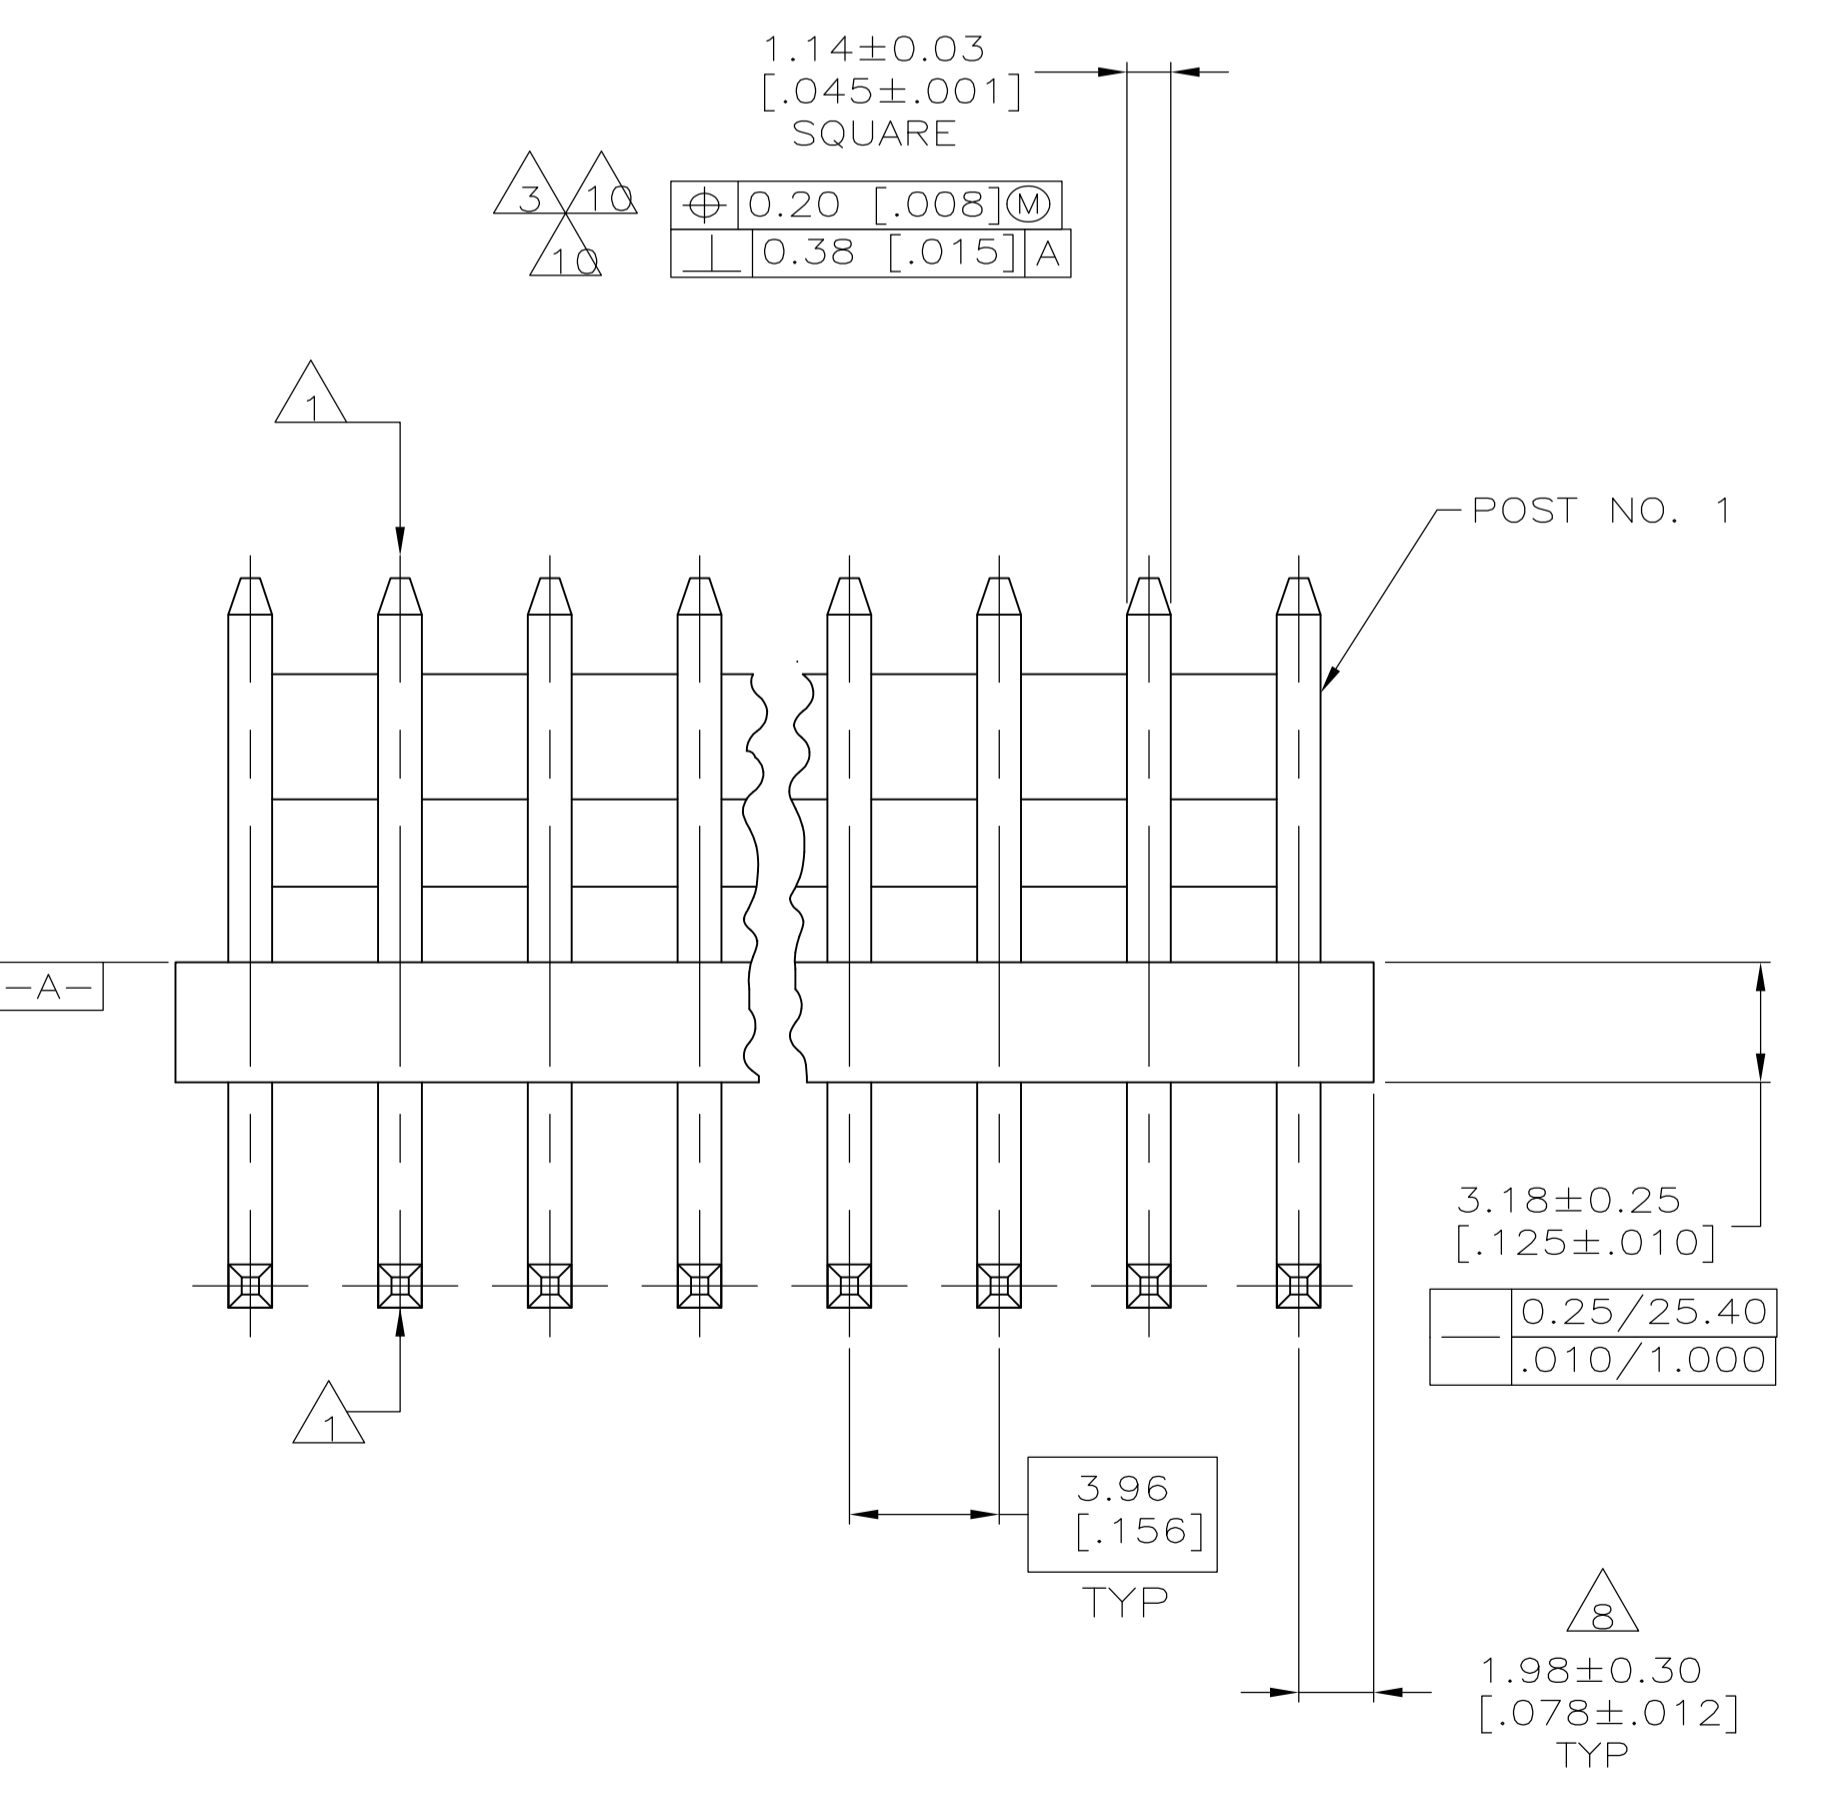 1.14±0.03
[.045±.001]
SQUARE
3 10
10
⌖ 0.20 [.008] Ⓜ
⊥ 0.38 [.015] A
1
POST NO. 1
-A-
3.18±0.25
[.125±.010]
⏤ 0.25/25.40
.010/1.000
1
3.96
[.156]
TYP
8
1.98±0.30
[.078±.012]
TYP